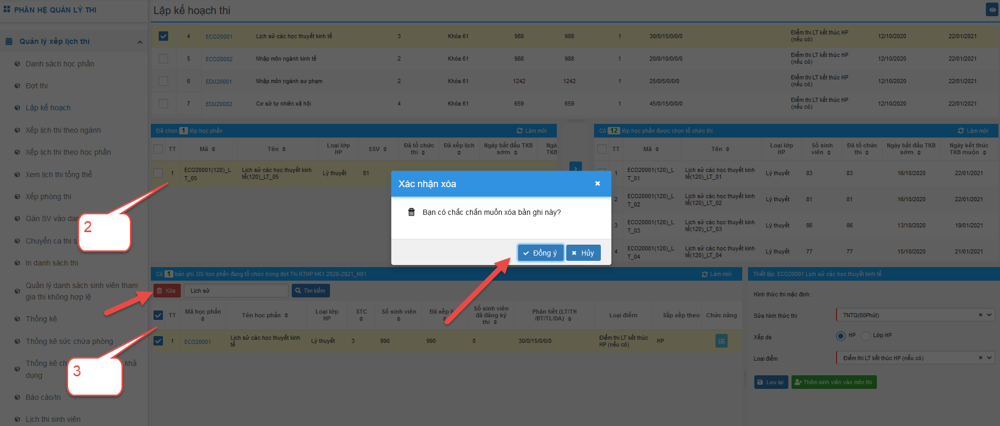 PHÂN HỆ QUẢN LÝ THI
Quản lý xếp lịch thi
Danh sách học phần
Đợt thi
Lập kế hoạch
Xếp lịch thi theo ngành
Xếp lịch thi theo học phần
Xem lịch thi tổng thể
Xếp phòng thi
Gán SV vào
Chuyển ca thi
In danh sách thi
Quản lý danh sách sinh viên tham
gia thi không hợp lệ
Thống kê
Thống kê sức chứa phòng
Thống kê khả
dụng
Báo cáo/In
Lịch thi sinh viên
Lập kế hoạch thi
4 ECO20001 Lịch sử các học thuyết kinh tế 3 Khóa 61 988 988 1 30/0/15/0/0/0 Điểm thi LT kết thúc HP (nếu có) 12/10/2020 22/01/2021
5 ECO20002 Nhập môn ngành kinh tế 2 Khóa 61 988 988 1 20/0/10/0/0/0 Điểm thi LT kết thúc HP (nếu có) 12/10/2020 22/01/2021
6 EDU20001 Nhập môn ngành sư phạm 2 Khóa 61 1242 1242 1 25/0/5/0/0/0 Điểm thi LT kết thúc HP (nếu có) 12/10/2020 22/01/2021
7 EDU20002 Cơ sở tự nhiên xã hội 4 Khóa 61 659 659 1 45/0/15/0/0/0 Điểm thi LT kết thúc HP (nếu có) 12/10/2020 22/01/2021
Đã chọn 1 lớp học phần Làm mới
TT Mã Tên Loại lớp HP SSV Đã tổ chức thi Đã xếp lịch Ngày bắt đầu TKB sớm Ngà TKB
1 ECO20001(120)_LT_05 Lịch sử các học thuyết kinh tế(120)_LT_05 Lý thuyết 81
Có 12 lớp học phần được chọn tổ chức thi Làm mới
TT Mã Tên Loại lớp HP Số sinh viên Đã tổ chức thi Ngày bắt đầu TKB sớm Ngày kết thúc TKB muộn
1 ECO20001(120)_LT_01 Lịch sử các học thuyết kinh tế(120)_LT_01 Lý thuyết 83 83 16/10/2020 22/01/2021
2 ECO20001(120)_LT_02 Lịch sử các học thuyết kinh tế(120)_LT_02 Lý thuyết 81 81 16/10/2020 22/01/2021
3 ECO20001(120)_LT_03 Lịch sử các học thuyết kinh tế(120)_LT_03 Lý thuyết 86 86 13/10/2020 19/01/2021
4 ECO20001(120)_LT_04 Lịch sử các học thuyết kinh tế(120)_LT_04 Lý thuyết 77 77 15/10/2020 21/01/2021
Xác nhận xóa
Bạn có chắc chắn muốn xóa bản ghi này?
Đồng ý Hủy
2
3
Có 1 bản ghi. DS học phần đang tổ chức trong đợt Thi KTHP HK1 2020-2021_K61 Làm mới
Xóa Lịch sử Tìm kiếm
TT Mã học phần Tên học phần Loại lớp HP STC Số sinh viên Đã xếp Số sinh viên đã đăng ký thi Phân tiết (LT/TH/BT/TL/DA) Loại điểm Sắp xếp theo Chức năng
1 ECO20001 Lịch sử các học thuyết kinh tế Lý thuyết 3 990 990 0 30/0/15/0/0/0 Điểm thi LT kết thúc HP (nếu có) HP
Thiết lập: ECO20001 Lịch sử các học thuyết kinh tế
Hình thức thi mặc định:
Sửa hình thức thi TNTQ(60Phút)
Xếp ds HP Lớp HP
Loại điểm Điểm thi LT kết thúc HP (nếu có)
Lưu lại Thêm sinh viên vào môn thi